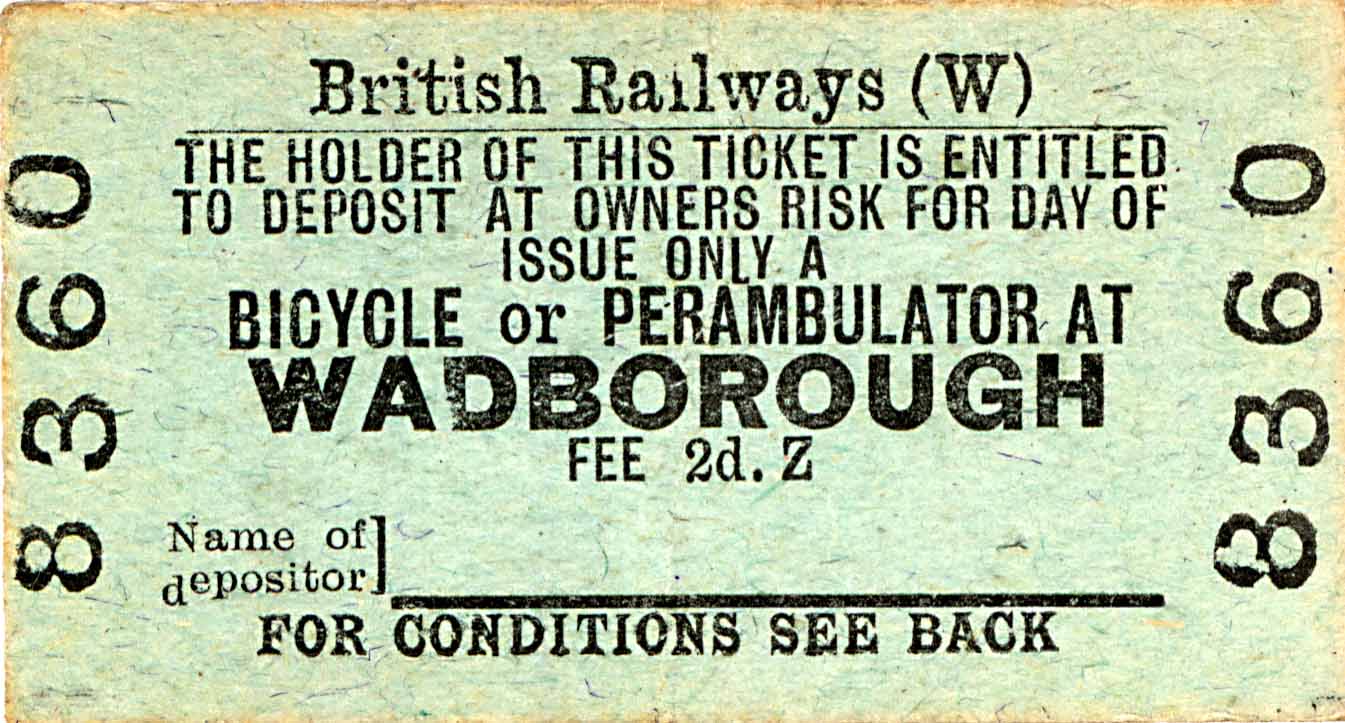 British Railways (W)
THE HOLDER OF THIS TICKET IS ENTITLED
TO DEPOSIT AT OWNERS RISK FOR DAY OF
ISSUE ONLY A
BICYCLE or PERAMBULATOR AT
WADBOROUGH
FEE 2d. Z
Name of
depositor]
FOR CONDITIONS SEE BACK
8360
8360